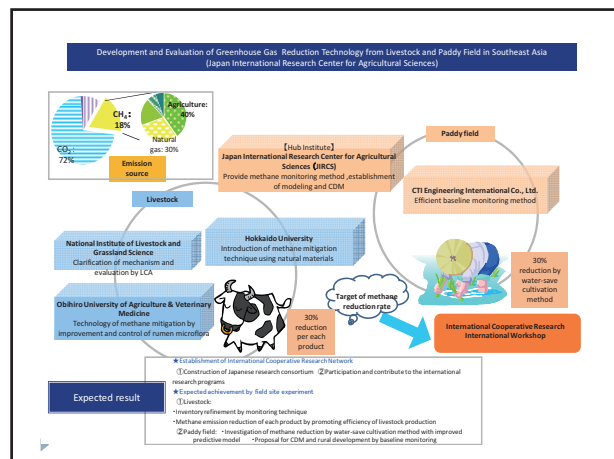 Development and Evaluation of Greenhouse Gas Reduction Technology from Livestock and Paddy Field in Southeast Asia
(Japan International Research Center for Agricultural Sciences)
Agriculture:
40%
CH₄:
18%
Natural
gas: 30%
CO₂:
72%
Emission
source
【Hub Institute】
Japan International Research Center for Agricultural
Sciences (JIRCS)
Provide methane monitoring method ,establishment
of modeling and CDM
Paddy field
CTI Engineering International Co., Ltd.
Efficient baseline monitoring method
Livestock
National Institute of Livestock and
Grassland Science
Clarification of mechanism and
evaluation by LCA
Hokkaido University
Introduction of methane mitigation
technique using natural materials
Obihiro University of Agriculture & Veterinary
Medicine
Technology of methane mitigation by
improvement and control of rumen microflora
30%
reduction
per each
product
Target of methane
reduction rate
30%
reduction by
water-save
cultivation
method
International Cooperative Research
International Workshop
Expected result
★Establishment of International Cooperative Research Network
①Construction of Japanese research consortium ②Participation and contribute to the international
research programs
★Expected achievement by field site experiment
①Livestock:
・Inventory refinement by monitoring technique
・Methane emission reduction of each product by promoting efficiency of livestock production
②Paddy field: ・Investigation of methane reduction by water-save cultivation with improved
predictive model ・Proposal for CDM and rural development by baseline monitoring